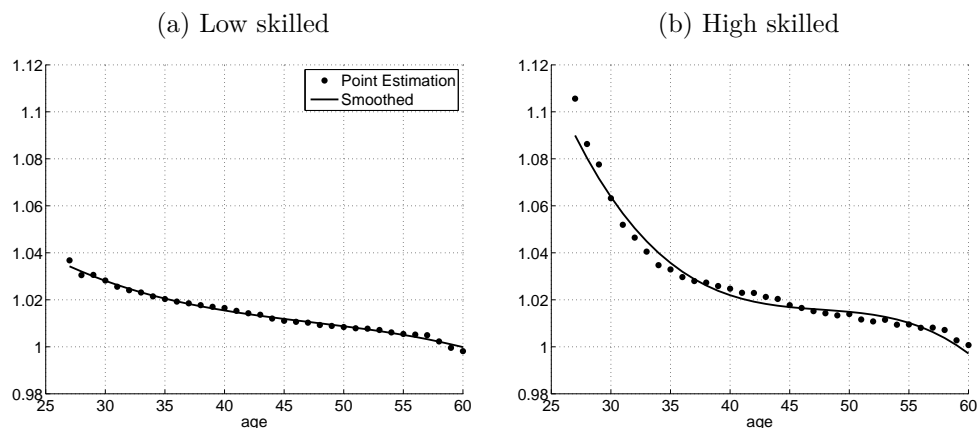 (a) Low skilled
(b) High skilled
1.12
1.1
1.08
1.06
1.04
1.02
1
0.98
25 30 35 40 45 50 55 60
age
Point Estimation
Smoothed
1.12
1.1
1.08
1.06
1.04
1.02
1
0.98
25 30 35 40 45 50 55 60
age